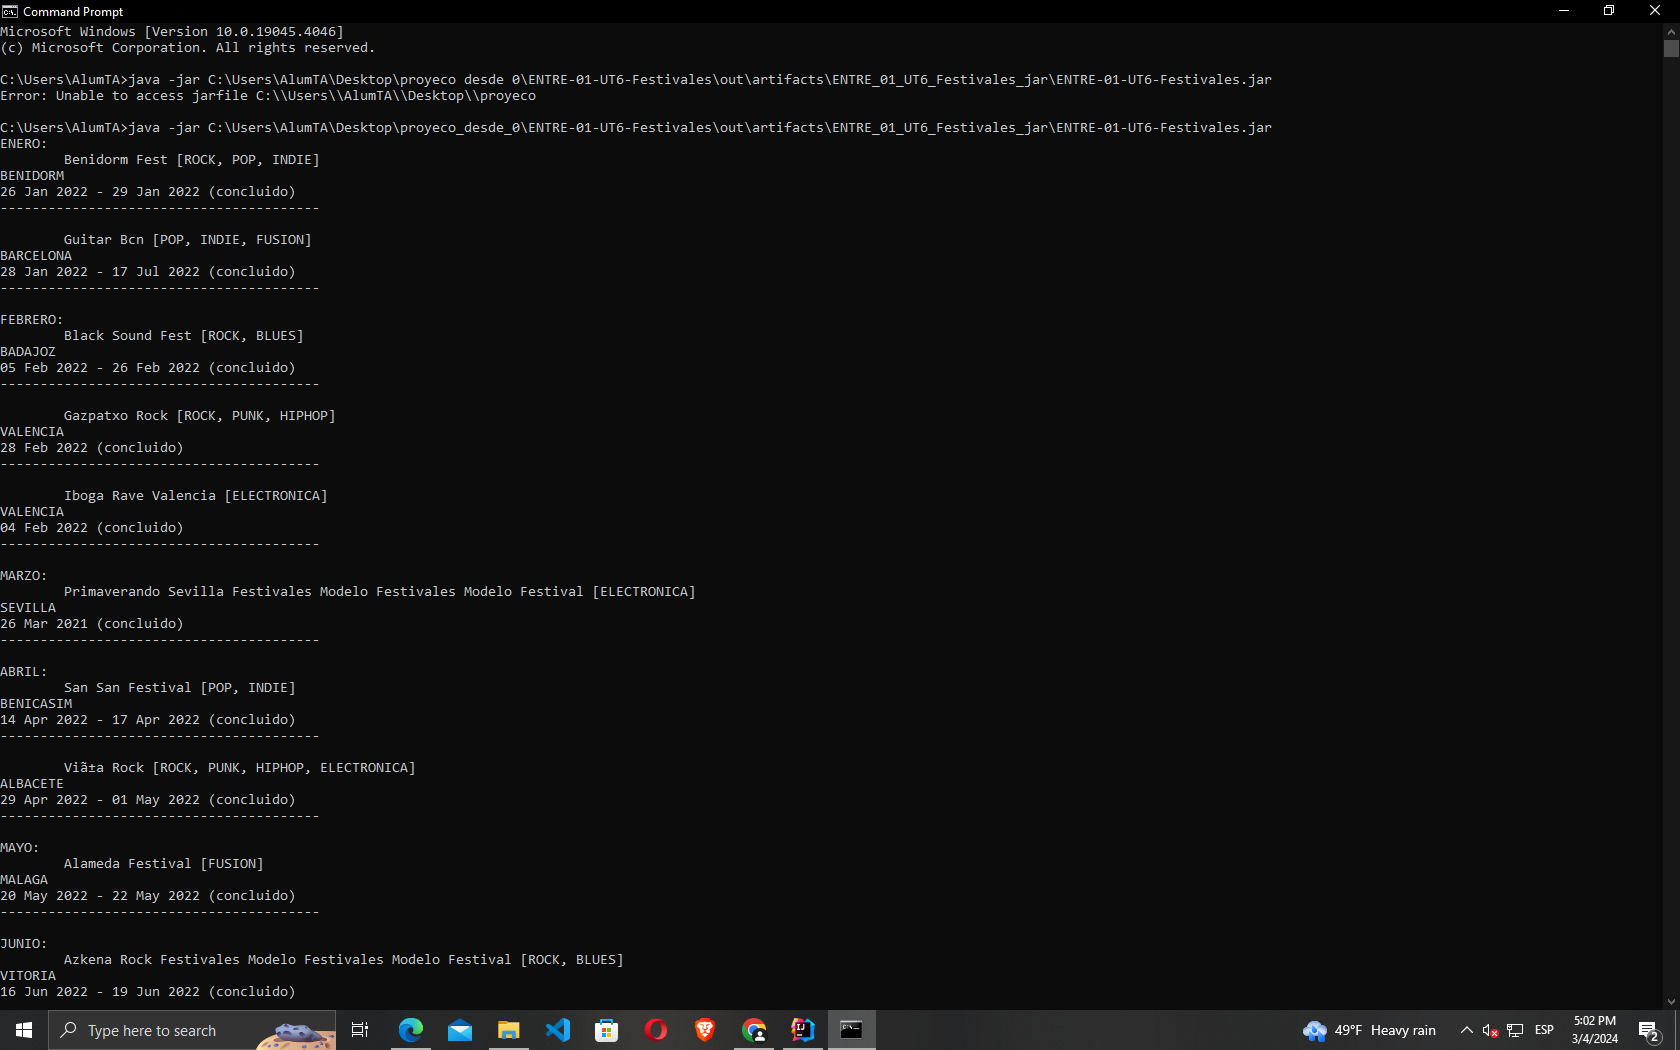 Command Prompt
Microsoft Windows [Version 10.0.19045.4046]
(c) Microsoft Corporation. All rights reserved.
C:\Users\AlumTA>java -jar C:\Users\AlumTA\Desktop\proyeco desde 0\ENTRE-01-UT6-Festivales\out\artifacts\ENTRE_01_UT6_Festivales_jar\ENTRE-01-UT6-Festivales.jar
Error: Unable to access jarfile C:\\Users\\AlumTA\\Desktop\\proyeco
C:\Users\AlumTA>java -jar C:\Users\AlumTA\Desktop\proyeco_desde_0\ENTRE-01-UT6-Festivales\out\artifacts\ENTRE_01_UT6_Festivales_jar\ENTRE-01-UT6-Festivales.jar
ENERO:
Benidorm Fest [ROCK, POP, INDIE]
BENIDORM
26 Jan 2022 - 29 Jan 2022 (concluido)
----------------------------------------
Guitar Bcn [POP, INDIE, FUSION]
BARCELONA
28 Jan 2022 - 17 Jul 2022 (concluido)
----------------------------------------
FEBRERO:
Black Sound Fest [ROCK, BLUES]
BADAJOZ
05 Feb 2022 - 26 Feb 2022 (concluido)
----------------------------------------
Gazpatxo Rock [ROCK, PUNK, HIPHOP]
VALENCIA
28 Feb 2022 (concluido)
----------------------------------------
Iboga Rave Valencia [ELECTRONICA]
VALENCIA
04 Feb 2022 (concluido)
----------------------------------------
MARZO:
Primaverando Sevilla Festivales Modelo Festivales Modelo Festival [ELECTRONICA]
SEVILLA
26 Mar 2021 (concluido)
----------------------------------------
ABRIL:
San San Festival [POP, INDIE]
BENICASIM
14 Apr 2022 - 17 Apr 2022 (concluido)
----------------------------------------
Viã±a Rock [ROCK, PUNK, HIPHOP, ELECTRONICA]
ALBACETE
29 Apr 2022 - 01 May 2022 (concluido)
----------------------------------------
MAYO:
Alameda Festival [FUSION]
MALAGA
20 May 2022 - 22 May 2022 (concluido)
----------------------------------------
JUNIO:
Azkena Rock Festivales Modelo Festivales Modelo Festival [ROCK, BLUES]
VITORIA
16 Jun 2022 - 19 Jun 2022 (concluido)
Type here to search
49°F Heavy rain
ESP
5:02 PM
3/4/2024
2